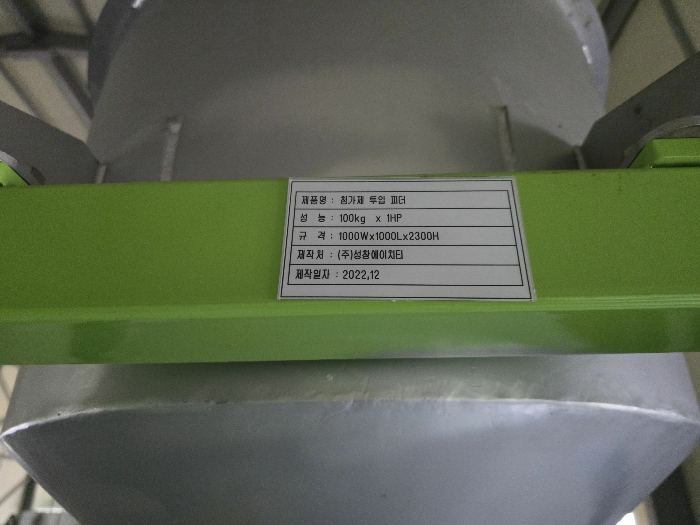 제품명 : 첨가제 투입 피더
성 능 : 100kg x 1HP
규 격 : 1000Wx1000Lx2300H
제작처 : (주)성창에이치티
제작일자 : 2022,12